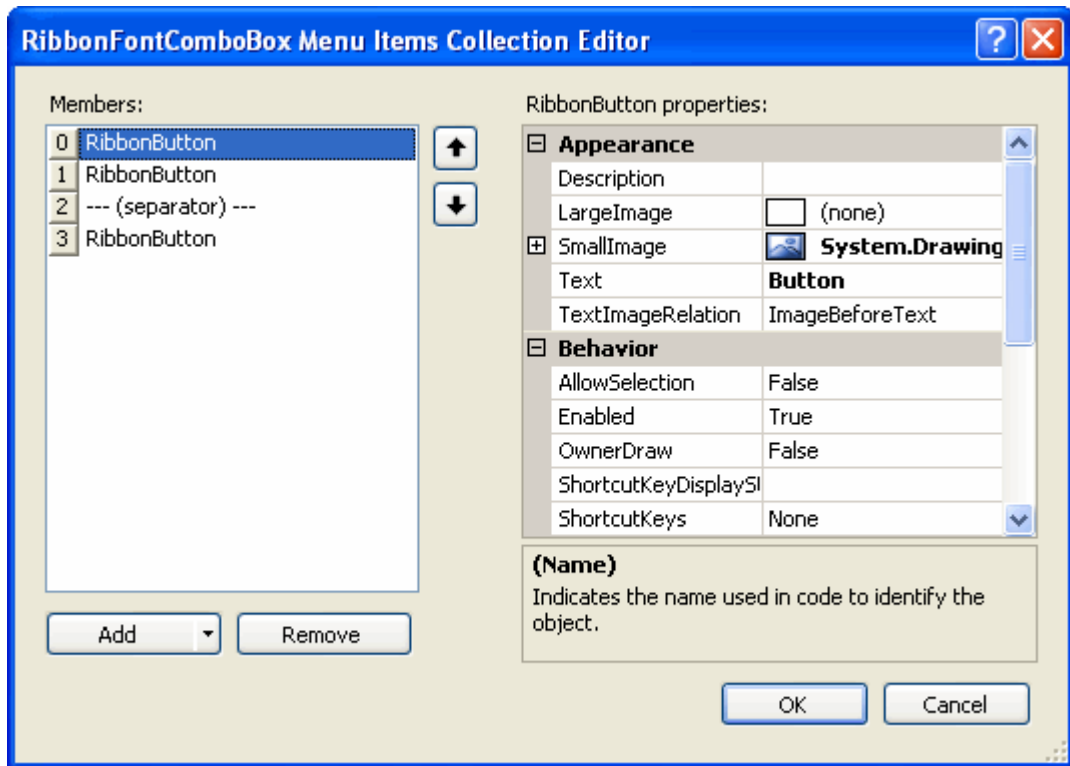 RibbonFontComboBox Menu Items Collection Editor
Members:
0 RibbonButton
1 RibbonButton
2 --- (separator) ---
3 RibbonButton
Add
Remove
RibbonButton properties:
Appearance
Description
LargeImage (none)
SmallImage System.Drawing
Text Button
TextImageRelation ImageBeforeText
Behavior
AllowSelection False
Enabled True
OwnerDraw False
ShortcutKeyDisplaySt
ShortcutKeys None
(Name)
Indicates the name used in code to identify the
object.
OK
Cancel